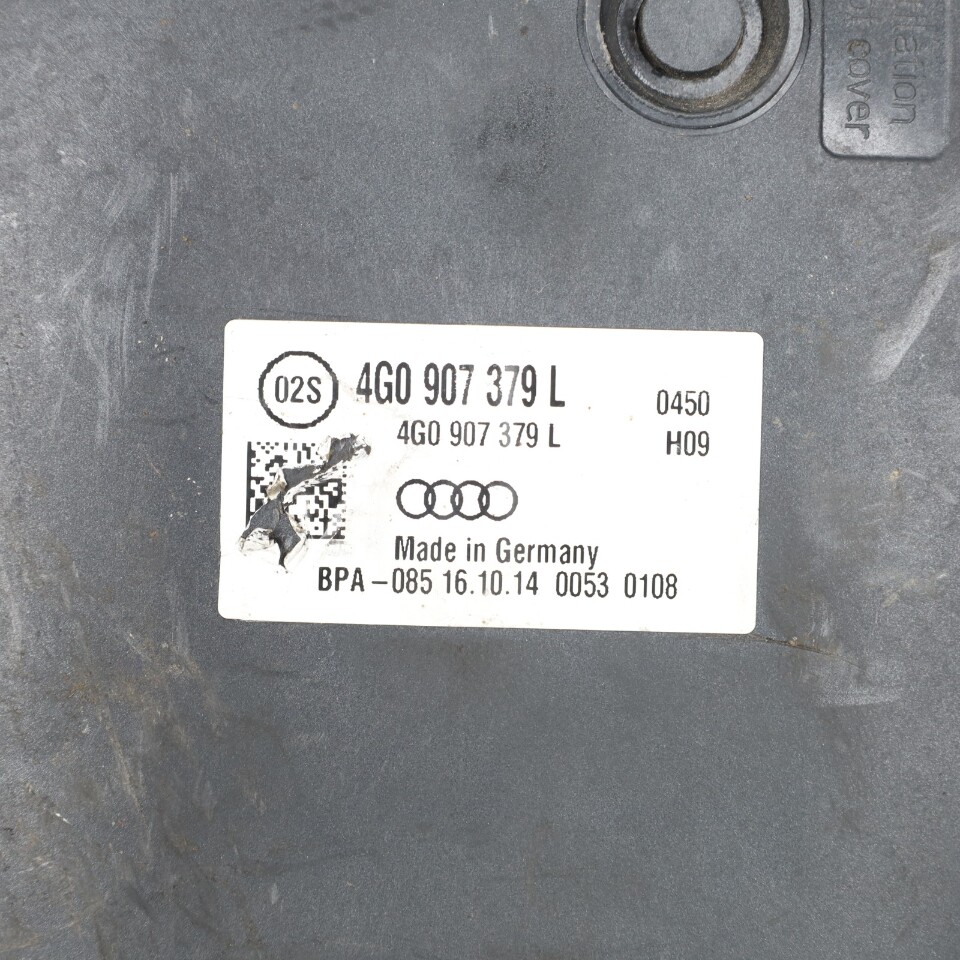 cover
02S
4G0 907 379 L
0450
4G0 907 379 L
H09
Made in Germany
BPA-085 16.10.14 0053 0108